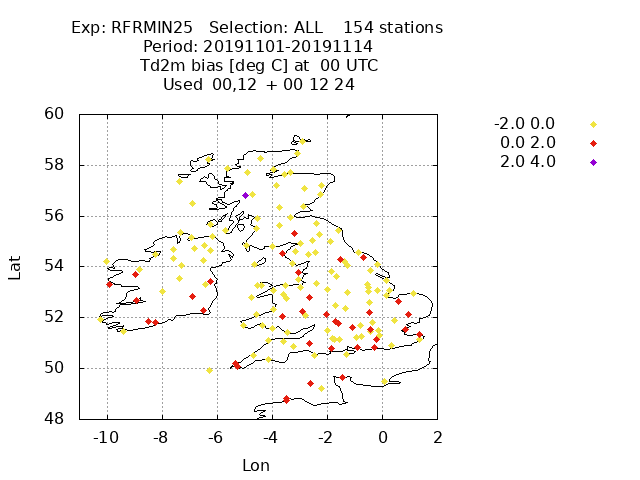 Exp: RFRMIN25 Selection: ALL 154 stations
Period: 20191101-20191114
Td2m bias [deg C] at 00 UTC
Used 00,12 + 00 12 24
-2.0 0.0
0.0 2.0
2.0 4.0
60
58
56
54
52
50
48
Lat
-10 -8 -6 -4 -2 0 2
Lon